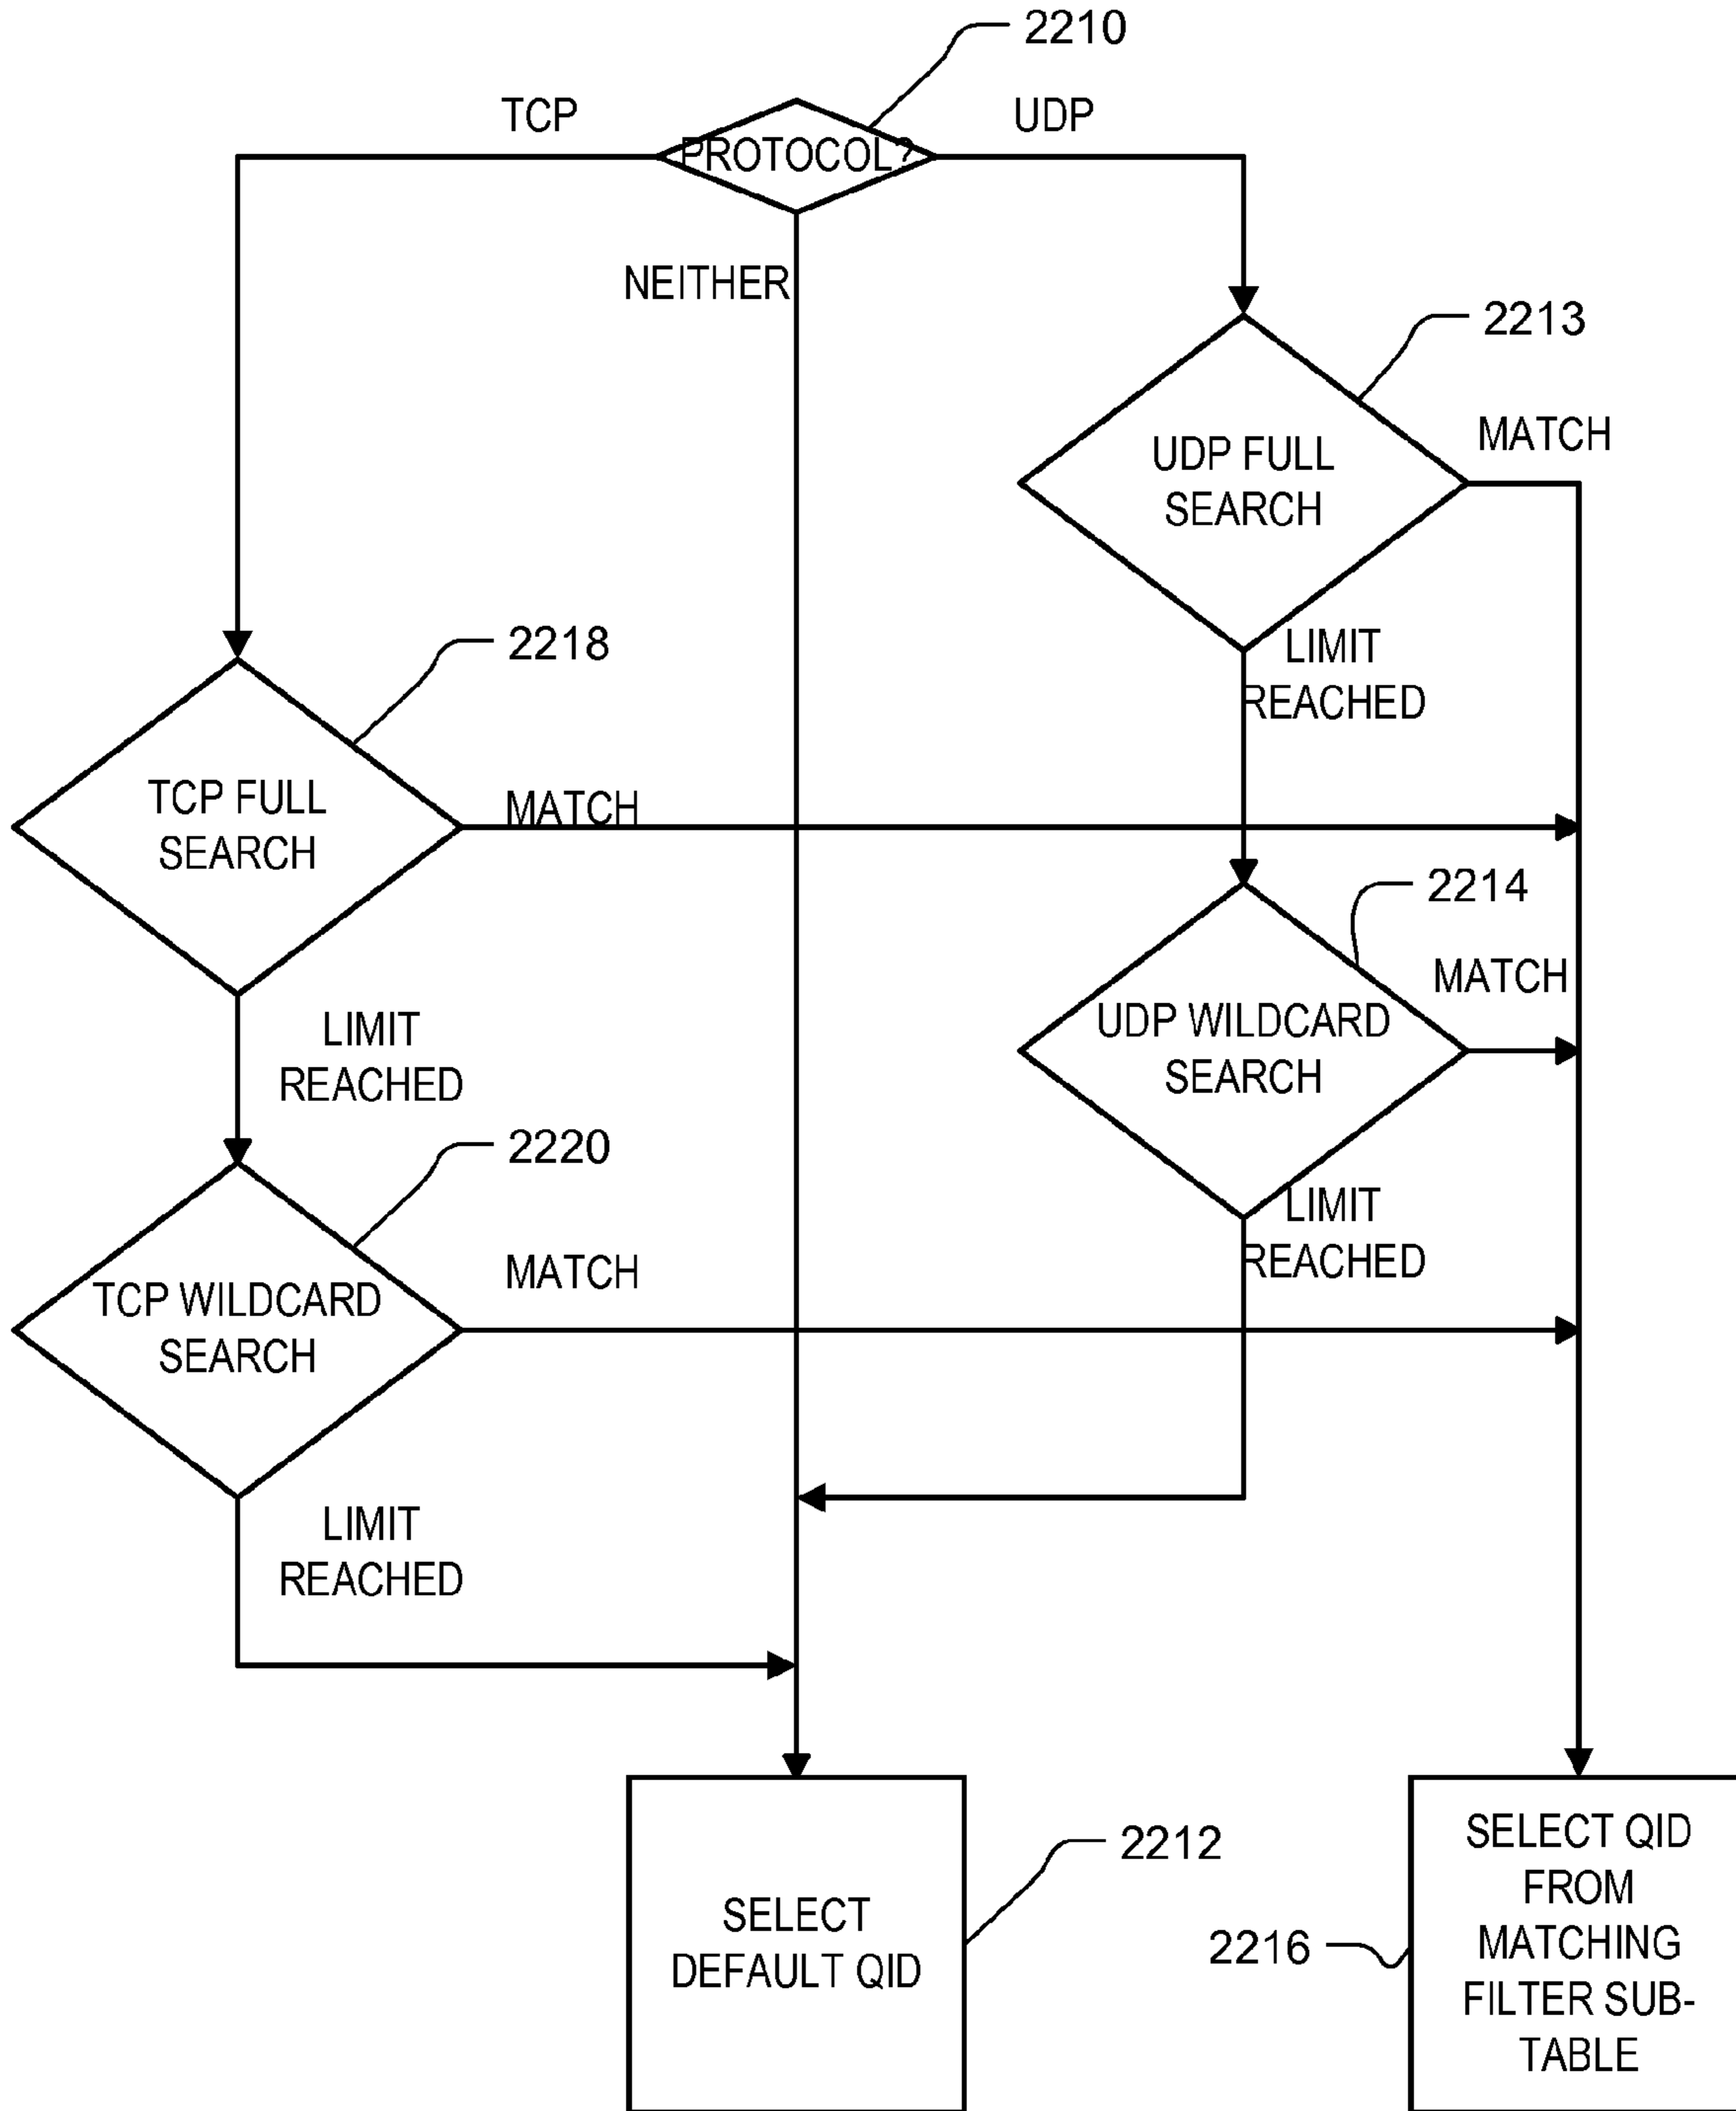 2210
TCP
UDP
PROTOCOL?
NEITHER
2213
MATCH
UDP FULL
SEARCH
LIMIT
REACHED
2218
TCP FULL
SEARCH
MATCH
2214
MATCH
UDP WILDCARD
SEARCH
LIMIT
REACHED
2220
LIMIT
REACHED
MATCH
TCP WILDCARD
SEARCH
LIMIT
REACHED
2212
SELECT
DEFAULT QID
2216
SELECT QID
FROM
MATCHING
FILTER SUB-
TABLE